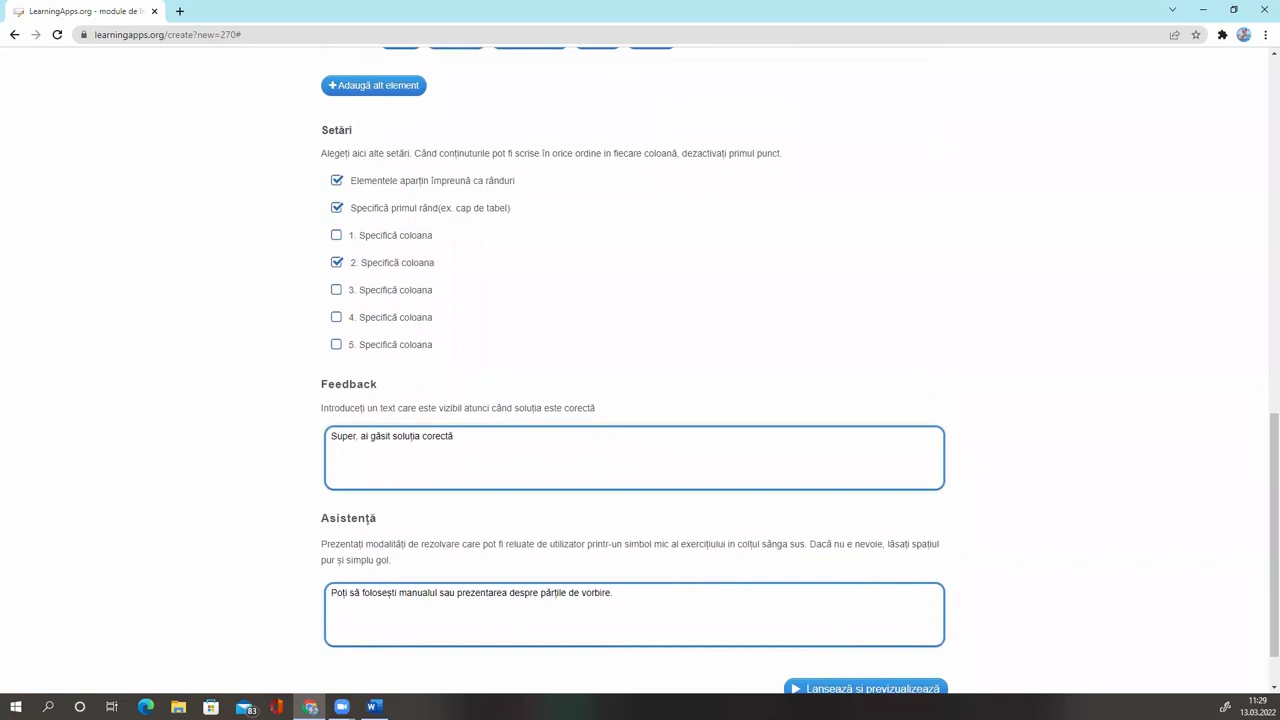 LearningApps.org - module de în
learningapps.org/create?new=270#
Adaugă alt element
Setări
Alegeți aici alte setări. Când conținuturile pot fi scrise în orice ordine in fiecare coloană, dezactivați primul punct.
Elementele aparțin împreună ca rânduri
Specifică primul rând(ex. cap de tabel)
1. Specifică coloana
2. Specifică coloana
3. Specifică coloana
4. Specifică coloana
5. Specifică coloana
Feedback
Introduceți un text care este vizibil atunci când soluția este corectă
Super, ai găsit soluția corectă
Asistență
Prezentați modalități de rezolvare care pot fi reluate de utilizator printr-un simbol mic al exercițiului in colțul sânga sus. Dacă nu e nevoie, lăsați spațiul
pur și simplu gol.
Poți să folosești manualul sau prezentarea despre părțile de vorbire.
Lansează și previzualizează
83
11:29
13.03.2022